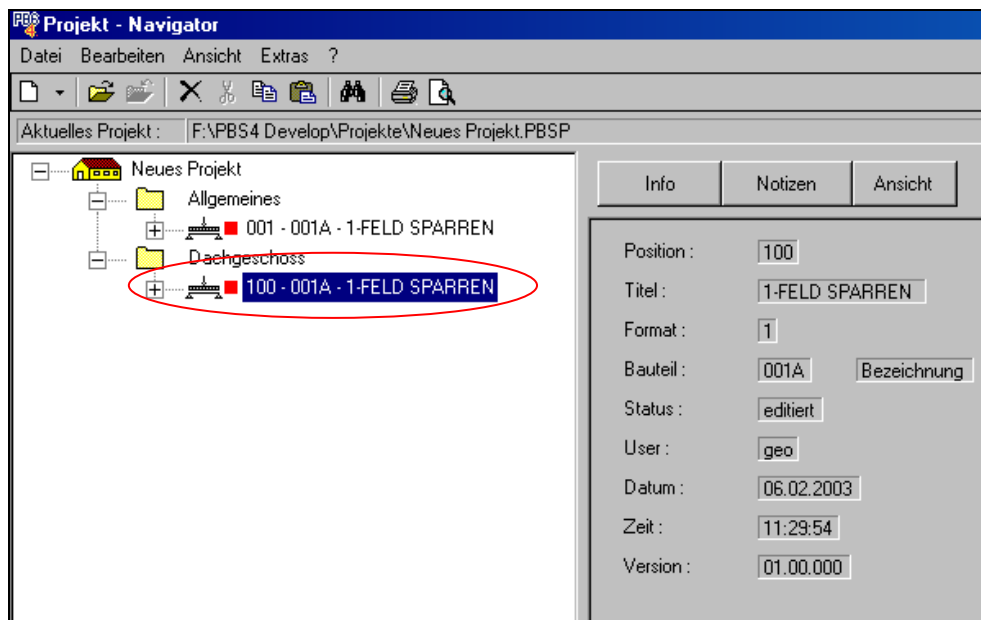 PBS 4 Projekt - Navigator
Datei Bearbeiten Ansicht Extras ?
Aktuelles Projekt : F:\PBS4 Develop\Projekte\Neues Projekt.PBSP
Neues Projekt
Allgemeines
001 - 001A - 1-FELD SPARREN
Dachgeschoss
100 - 001A - 1-FELD SPARREN
Info Notizen Ansicht
Position : 100
Titel : 1-FELD SPARREN
Format : 1
Bauteil : 001A Bezeichnung
Status : editiert
User : geo
Datum : 06.02.2003
Zeit : 11:29:54
Version : 01.00.000